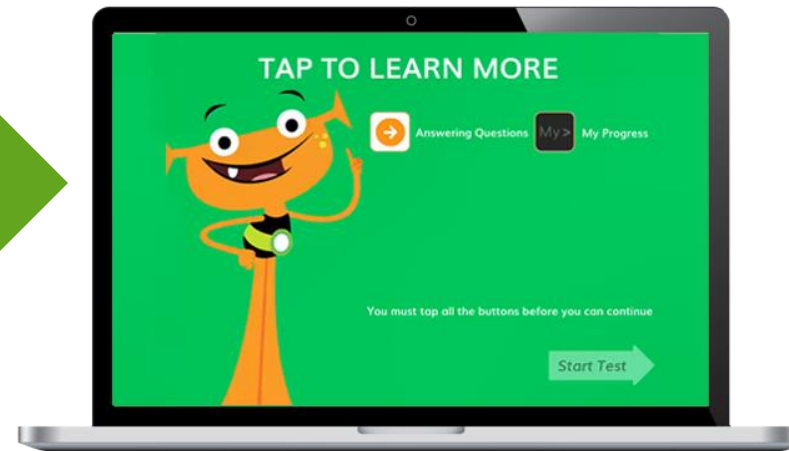 TAP TO LEARN MORE
Answering Questions
My >
My Progress
You must tap all the buttons before you can continue
Start Test